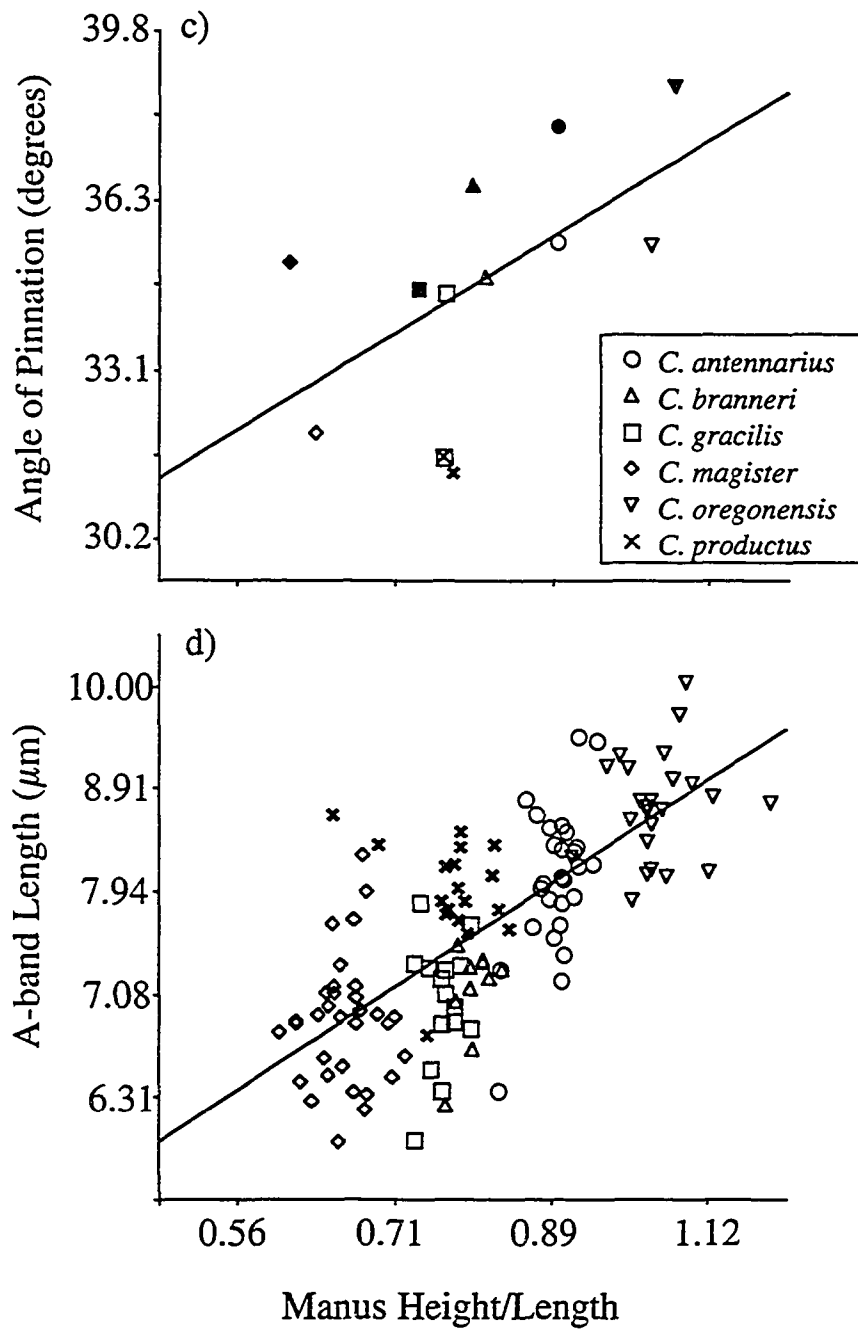 c)
Angle of Pinnation (degrees)
39.8
36.3
33.1
30.2
C. antennarius
C. branneri
C. gracilis
C. magister
C. oregonensis
C. productus
d)
A-band Length (μm)
10.00
8.91
7.94
7.08
6.31
0.56 0.71 0.89 1.12
Manus Height/Length